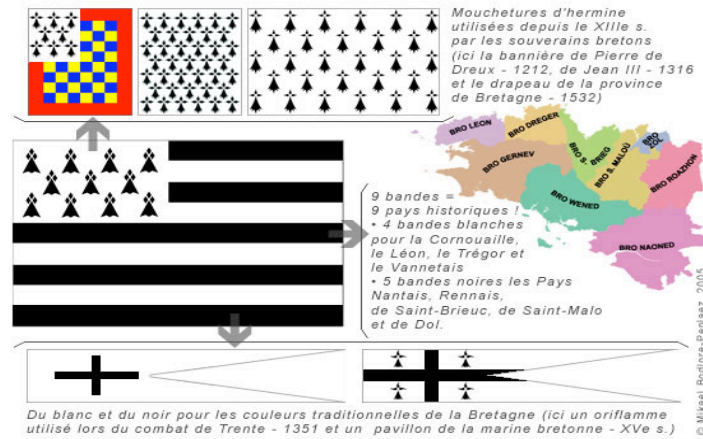 Mouchetures d'hermine
utilisées depuis le XIIIe s.
par les souverains bretons
(ici la bannière de Pierre de
Dreux - 1212, de Jean III - 1316
et le drapeau de la province
de Bretagne - 1532)
BRO LEON
BRO DREGER
BRO S-
BRIEG
BRO S. MALOÙ
BRO
ZOL
BRO GERNEV
BRO WENED
BRO ROAZHON
BRO NAONED
9 bandes =
9 pays historiques !
• 4 bandes blanches
pour la Cornouaille,
le Léon, le Trégor et
le Vannetais
• 5 bandes noires les Pays
Nantais, Rennais,
de Saint-Brieuc, de Saint-Malo
et de Dol.
Du blanc et du noir pour les couleurs traditionnelles de la Bretagne (ici un oriflamme
utilisé lors du combat de Trente - 1351 et un pavillon de la marine bretonne - XVe s.)
© Mikael 2005